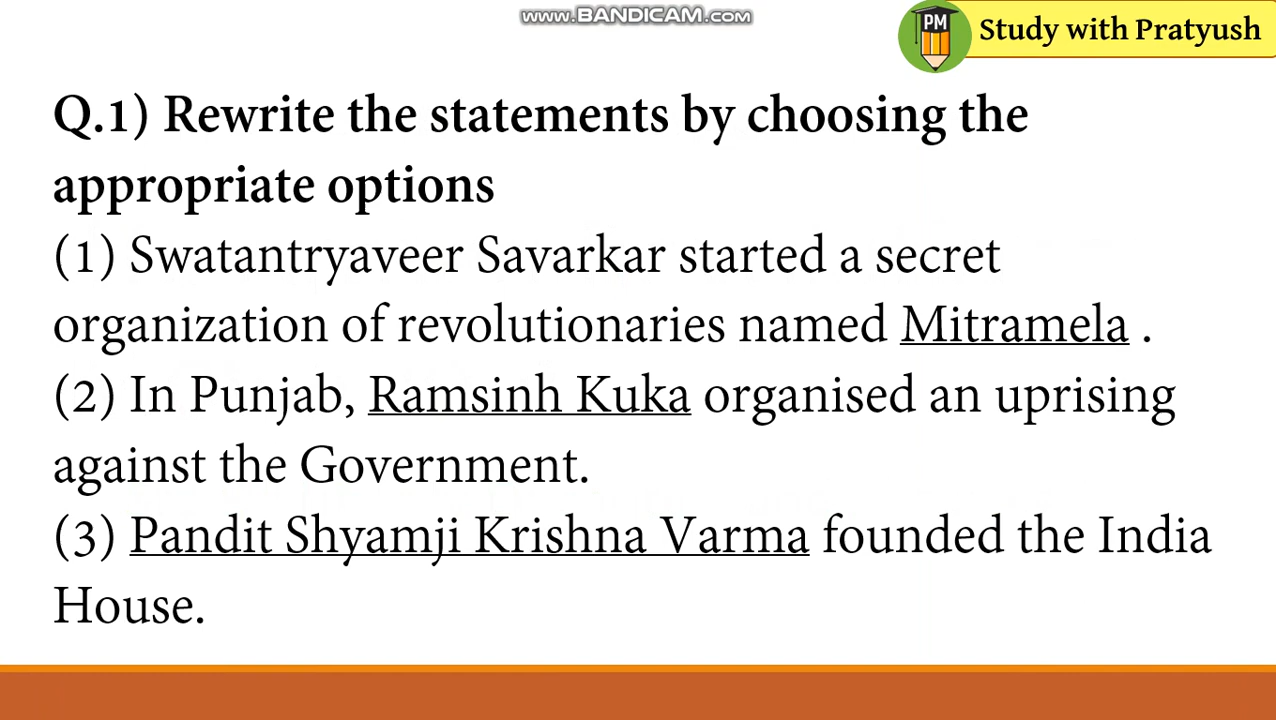 www.BANDICAM.com
PM
Study with Pratyush
Q.1) Rewrite the statements by choosing the
appropriate options
(1) Swatantryaveer Savarkar started a secret
organization of revolutionaries named Mitramela .
(2) In Punjab, Ramsinh Kuka organised an uprising
against the Government.
(3) Pandit Shyamji Krishna Varma founded the India
House.